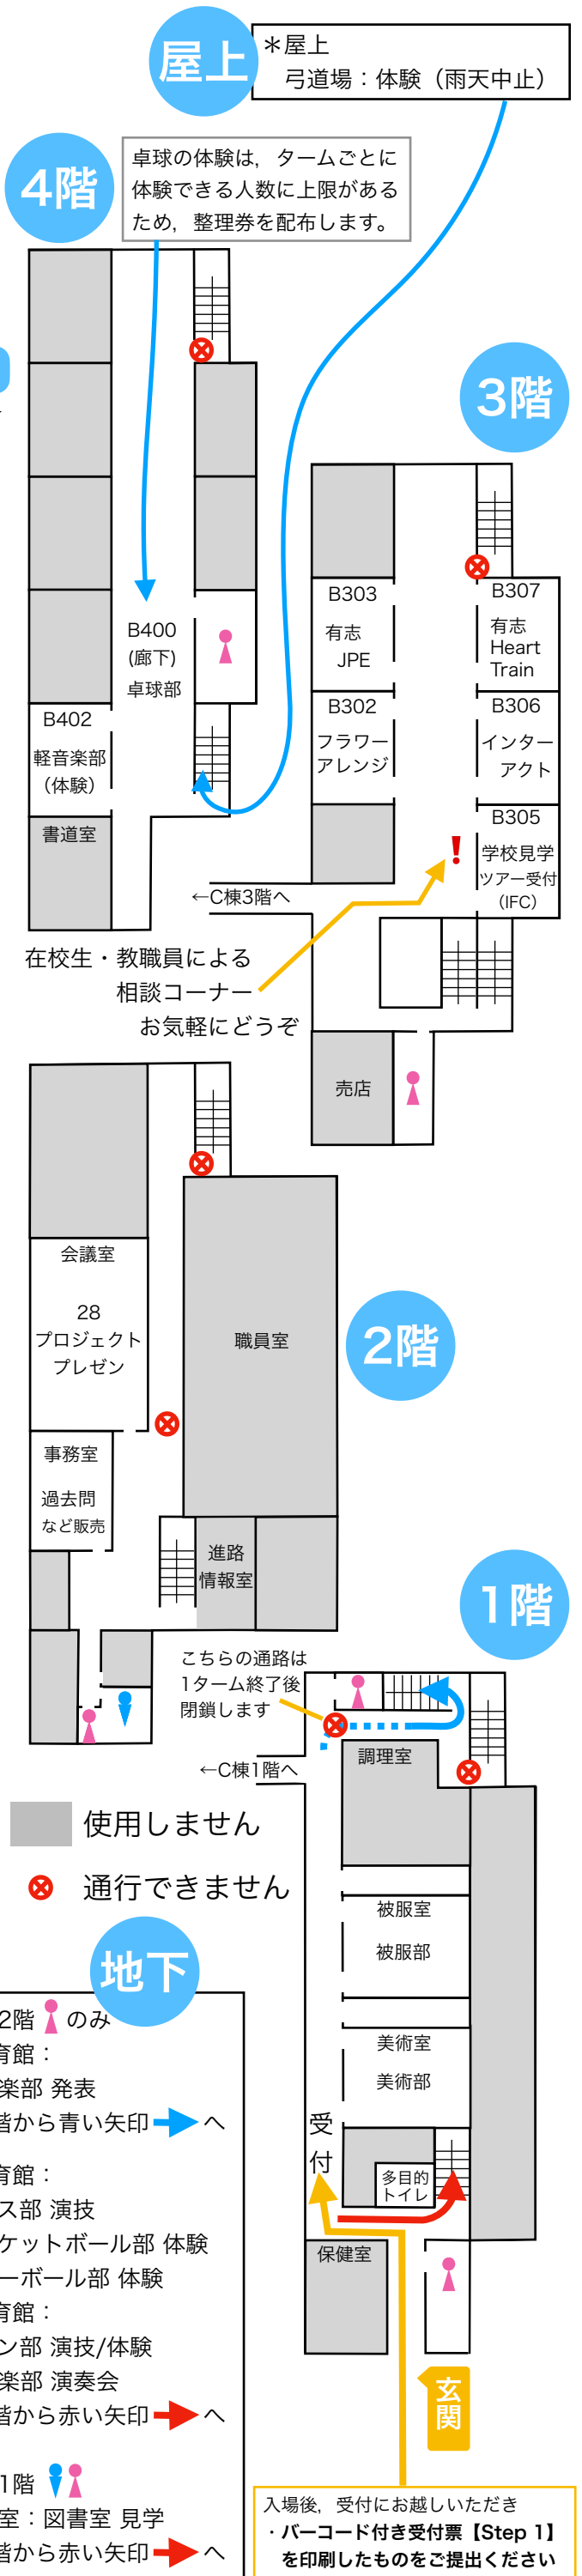 屋上
＊屋上
弓道場：体験（雨天中止）
4階
卓球の体験は，タームごとに
体験できる人数に上限がある
ため，整理券を配布します。
B400
(廊下)
卓球部
B402
軽音楽部
（体験）
書道室
3階
B303
有志
JPE
B307
有志
Heart
Train
B302
フラワー
アレンジ
B306
インター
アクト
B305
学校見学
ツアー受付
（IFC）
←C棟3階へ
在校生・教職員による
相談コーナー
お気軽にどうぞ
売店
2階
会議室
28
プロジェクト
プレゼン
職員室
事務室
過去問
など販売
進路
情報室
1階
こちらの通路は
1ターム終了後
閉鎖します
←C棟1階へ
調理室
被服室
被服部
美術室
美術部
受付
多目的
トイレ
保健室
玄関
使用しません
通行できません
地下
2階 のみ
育館：
楽部 発表
階から青い矢印 へ
育館：
ス部 演技
ケットボール部 体験
ーボール部 体験
育館：
ン部 演技/体験
楽部 演奏会
階から赤い矢印 へ
1階
室：図書室 見学
階から赤い矢印 へ
入場後，受付にお越しいただき
・バーコード付き受付票【Step 1】
を印刷したものをご提出ください